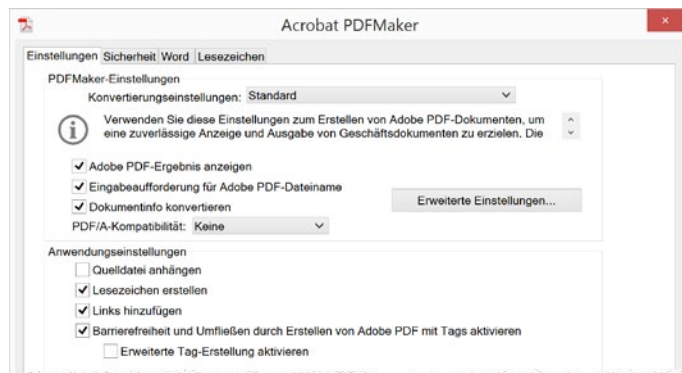 Acrobat PDFMaker
Einstellungen Sicherheit Word Lesezeichen
PDFMaker-Einstellungen
Konvertierungseinstellungen: Standard
Verwenden Sie diese Einstellungen zum Erstellen von Adobe PDF-Dokumenten, um
eine zuverlässige Anzeige und Ausgabe von Geschäftsdokumenten zu erzielen. Die
Adobe PDF-Ergebnis anzeigen
Eingabeaufforderung für Adobe PDF-Dateiname
Dokumentinfo konvertieren
Erweiterte Einstellungen...
PDF/A-Kompatibilität: Keine
Anwendungseinstellungen
Quelldatei anhängen
Lesezeichen erstellen
Links hinzufügen
Barrierefreiheit und Umfließen durch Erstellen von Adobe PDF mit Tags aktivieren
Erweiterte Tag-Erstellung aktivieren